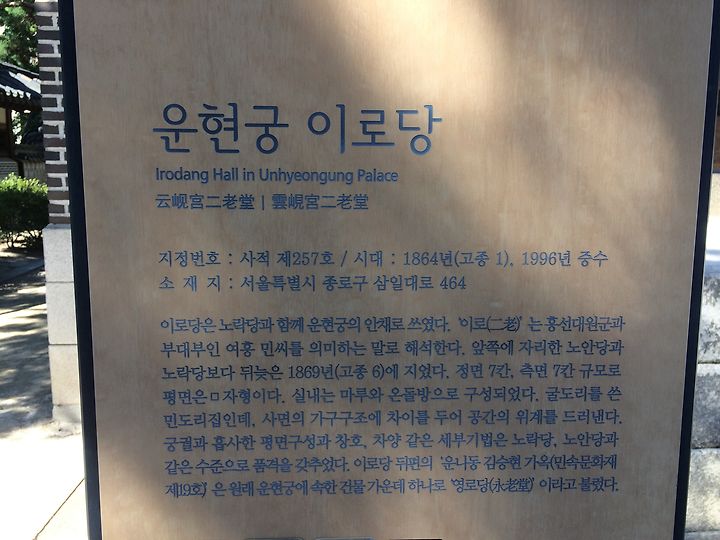 운현궁 이로당
Irodang Hall in Unhyeongung Palace
云岘宫二老堂 | 雲峴宮二老堂
지정번호 : 사적 제257호 / 시대 : 1864년(고종 1), 1996년 중수
소 재 지 : 서울특별시 종로구 삼일대로 464
이로당은 노락당과 함께 운현궁의 안채로 쓰였다. ‘이로(二老)’ 는 흥선대원군과
부대부인 여흥 민씨를 의미하는 말로 해석한다. 앞쪽에 자리한 노안당과
노락당보다 뒤늦은 1869년(고종 6)에 지었다. 정면 7칸, 측면 7칸 규모로
평면은 ㅁ자형이다. 실내는 마루와 온돌방으로 구성되었다. 굴도리를 쓴
민도리집인데, 사면의 가구구조에 차이를 두어 공간의 위계를 드러낸다.
궁궐과 흡사한 평면구성과 창호, 차양 같은 세부기법은 노락당, 노안당과
같은 수준으로 품격을 갖추었다. 이로당 뒤편의 ‘운니동 김승현 가옥(민속문화재
제19호)’ 은 원래 운현궁에 속한 건물 가운데 하나로 ‘영로당(永老堂)’ 이라고 불렀다.